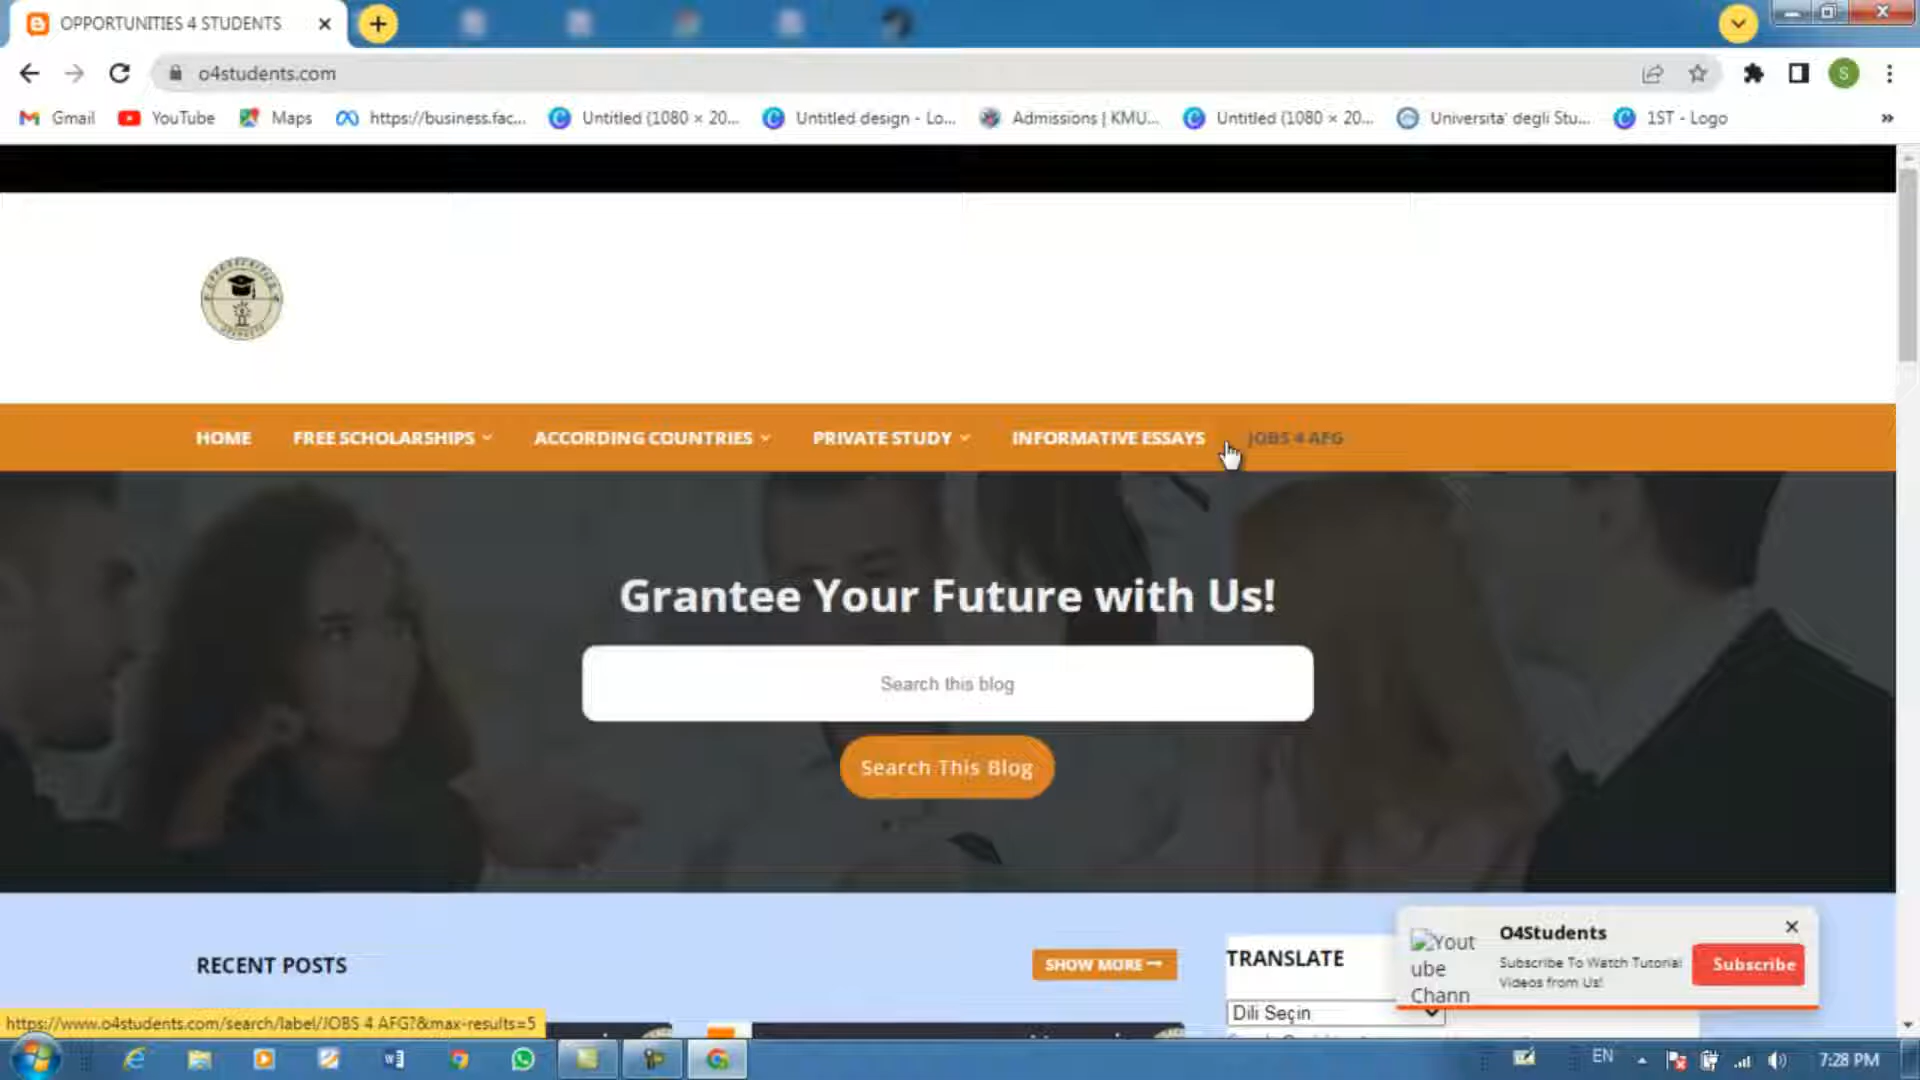 OPPORTUNITIES 4 STUDENTS
o4students.com
S
Gmail
YouTube
Maps
https://business.fac...
Untitled (1080 × 20...
Untitled design - Lo...
Admissions | KMU...
Untitled (1080 × 20...
Universita' degli Stu...
1ST - Logo
HOME
FREE SCHOLARSHIPS
ACCORDING COUNTRIES
PRIVATE STUDY
INFORMATIVE ESSAYS
JOBS 4 AFG
Grantee Your Future with Us!
Search this blog
Search This Blog
RECENT POSTS
SHOW MORE
TRANSLATE
Dili Seçin
Yout
ube
Chann
O4Students
Subscribe To Watch Tutorial
Videos from Us!
Subscribe
https://www.o4students.com/search/label/JOBS 4 AFG?&max-results=5
EN
7:28 PM